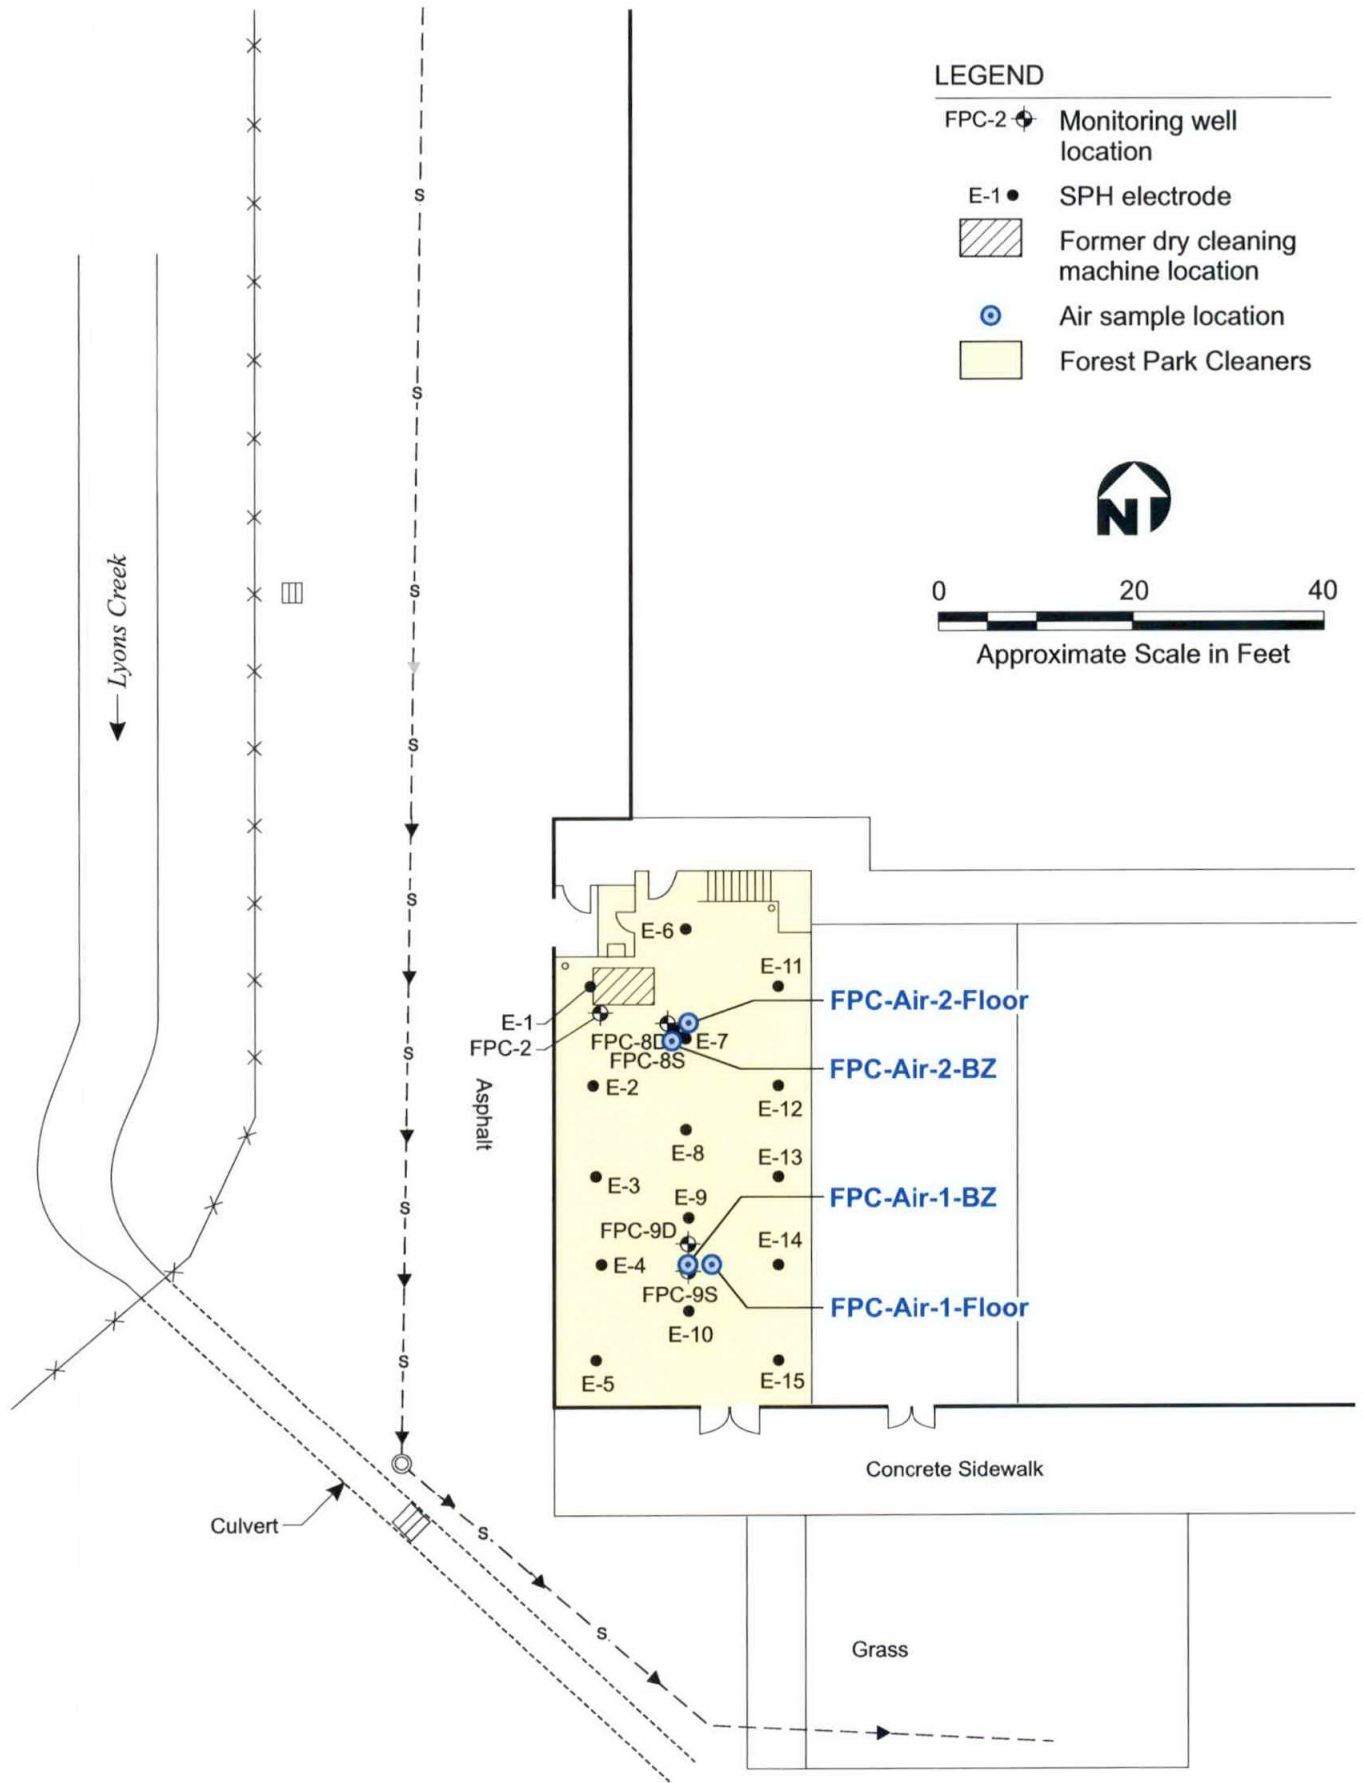 LEGEND
FPC-2 Monitoring well
location
E-1 SPH electrode
Former dry cleaning
machine location
Air sample location
Forest Park Cleaners
N
0 20 40
Approximate Scale in Feet
Lyons Creek
S
S
S
S
S
S
S
S
S
S
Asphalt
E-6
E-11
E-1
FPC-2
FPC-Air-2-Floor
FPC-8D
E-7
FPC-8S
FPC-Air-2-BZ
E-2
E-12
E-8
E-13
E-3
E-9
FPC-Air-1-BZ
FPC-9D
E-14
E-4
FPC-9S
FPC-Air-1-Floor
E-10
E-5
E-15
Concrete Sidewalk
Culvert
Grass